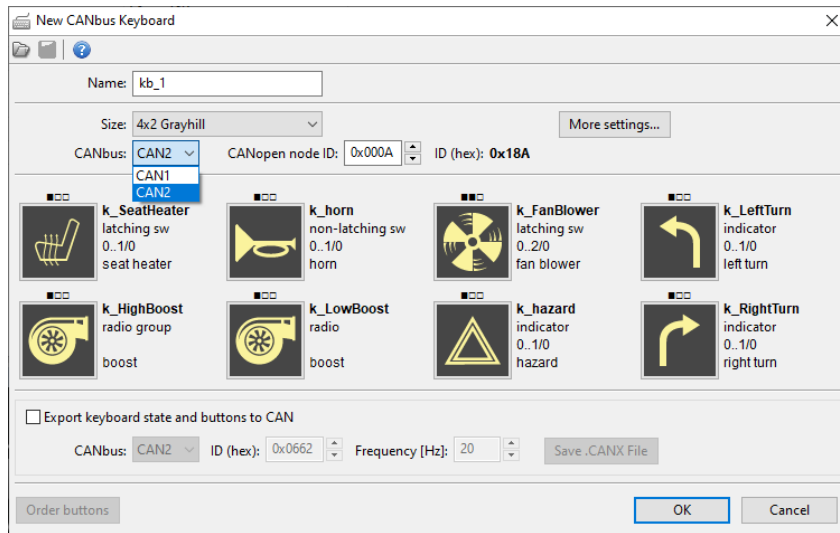 New CANbus Keyboard
Name: kb_1
Size: 4x2 Grayhill
More settings...
CANbus: CAN2 CANopen node ID: 0x000A ID (hex): 0x18A
CAN1
CAN2
k_SeatHeater
latching sw
0..1/0
seat heater
k_horn
non-latching sw
0..1/0
horn
k_FanBlower
latching sw
0..2/0
fan blower
k_LeftTurn
indicator
0..1/0
left turn
k_HighBoost
radio group
boost
k_LowBoost
radio
boost
k_hazard
indicator
0..1/0
hazard
k_RightTurn
indicator
0..1/0
right turn
Export keyboard state and buttons to CAN
CANbus: CAN2 ID (hex): 0x0662 Frequency [Hz]: 20 Save .CANX File
Order buttons
OK
Cancel